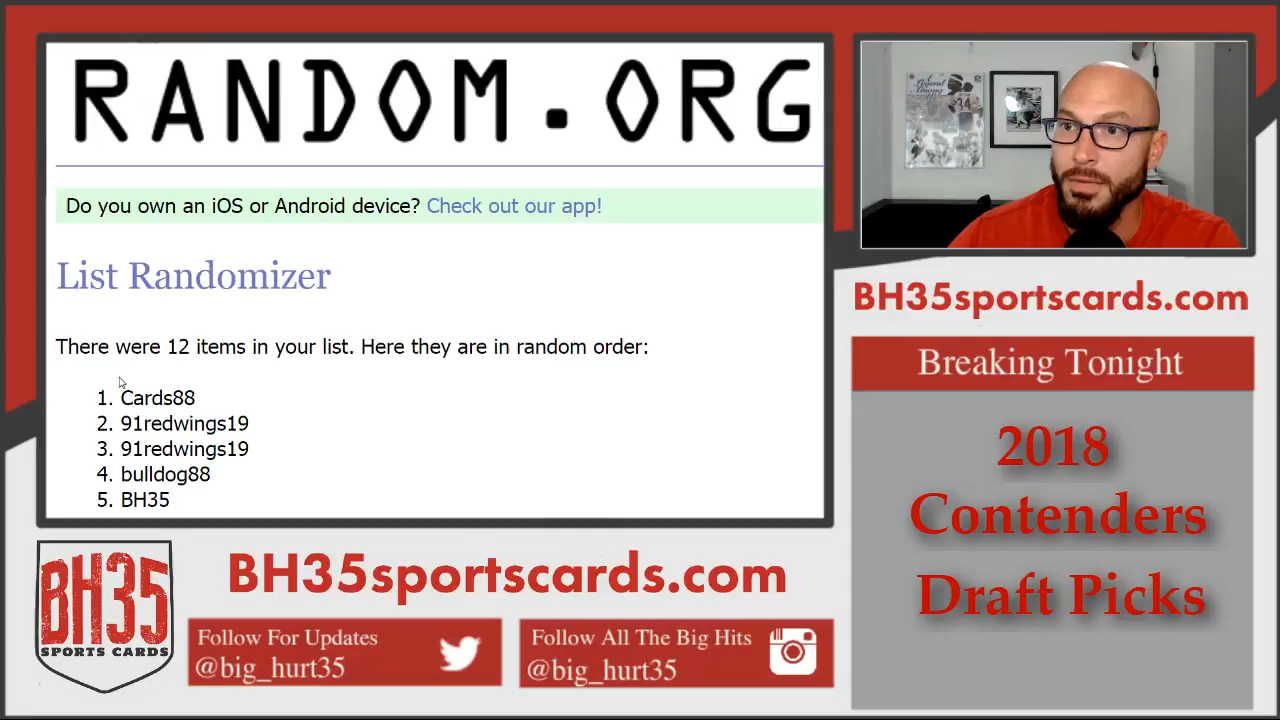 RANDOM.ORG
Do you own an iOS or Android device? Check out our app!
List Randomizer
There were 12 items in your list. Here they are in random order:
1. Cards88
2. 91redwings19
3. 91redwings19
4. bulldog88
5. BH35
34
BH35sportscards.com
Breaking Tonight
2018
Contenders
Draft Picks
BH35
SPORTS CARDS
BH35sportscards.com
Follow For Updates
@big_hurt35
Follow All The Big Hits
@big_hurt35